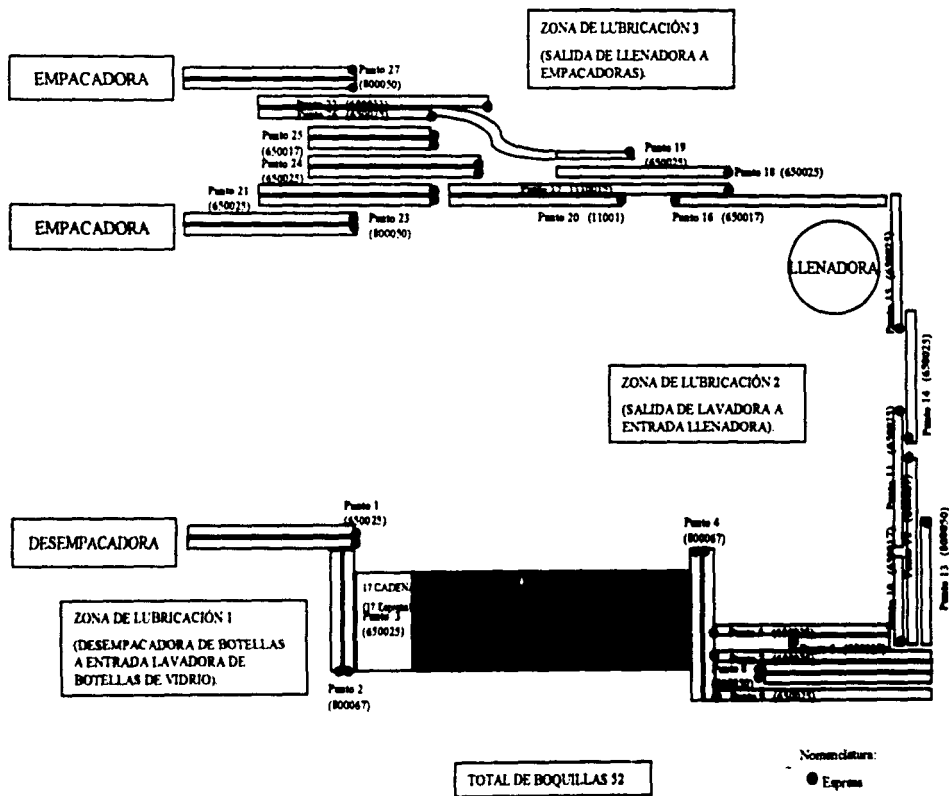 ZONA DE LUBRICACIÓN 3
(SALIDA DE LLENADORA A
EMPACADORAS).
EMPACADORA
Punto 27
(800050)
Punto 25
(650017)
Punto 24
(650025)
Punto 19
(650025)
Punto 18 (650025)
Punto 21
(650025)
Punto 20 (11001)
Punto 16 (650017)
EMPACADORA
Punto 23
(800050)
LLENADORA
Punto 15 (650025)
Punto 14 (650025)
ZONA DE LUBRICACIÓN 2
(SALIDA DE LAVADORA A
ENTRADA LLENADORA).
Punto 13 (800050)
DESEMPACADORA
Punto 1
(650025)
Punto 4
(800067)
17 CADENA
Punto 3
(650025)
ZONA DE LUBRICACIÓN 1
(DESEMPACADORA DE BOTELLAS
A ENTRADA LAVADORA DE
BOTELLAS DE VIDRIO).
Punto 2
(800067)
TOTAL DE BOQUILLAS 52
Nomenclatura:
Esprea